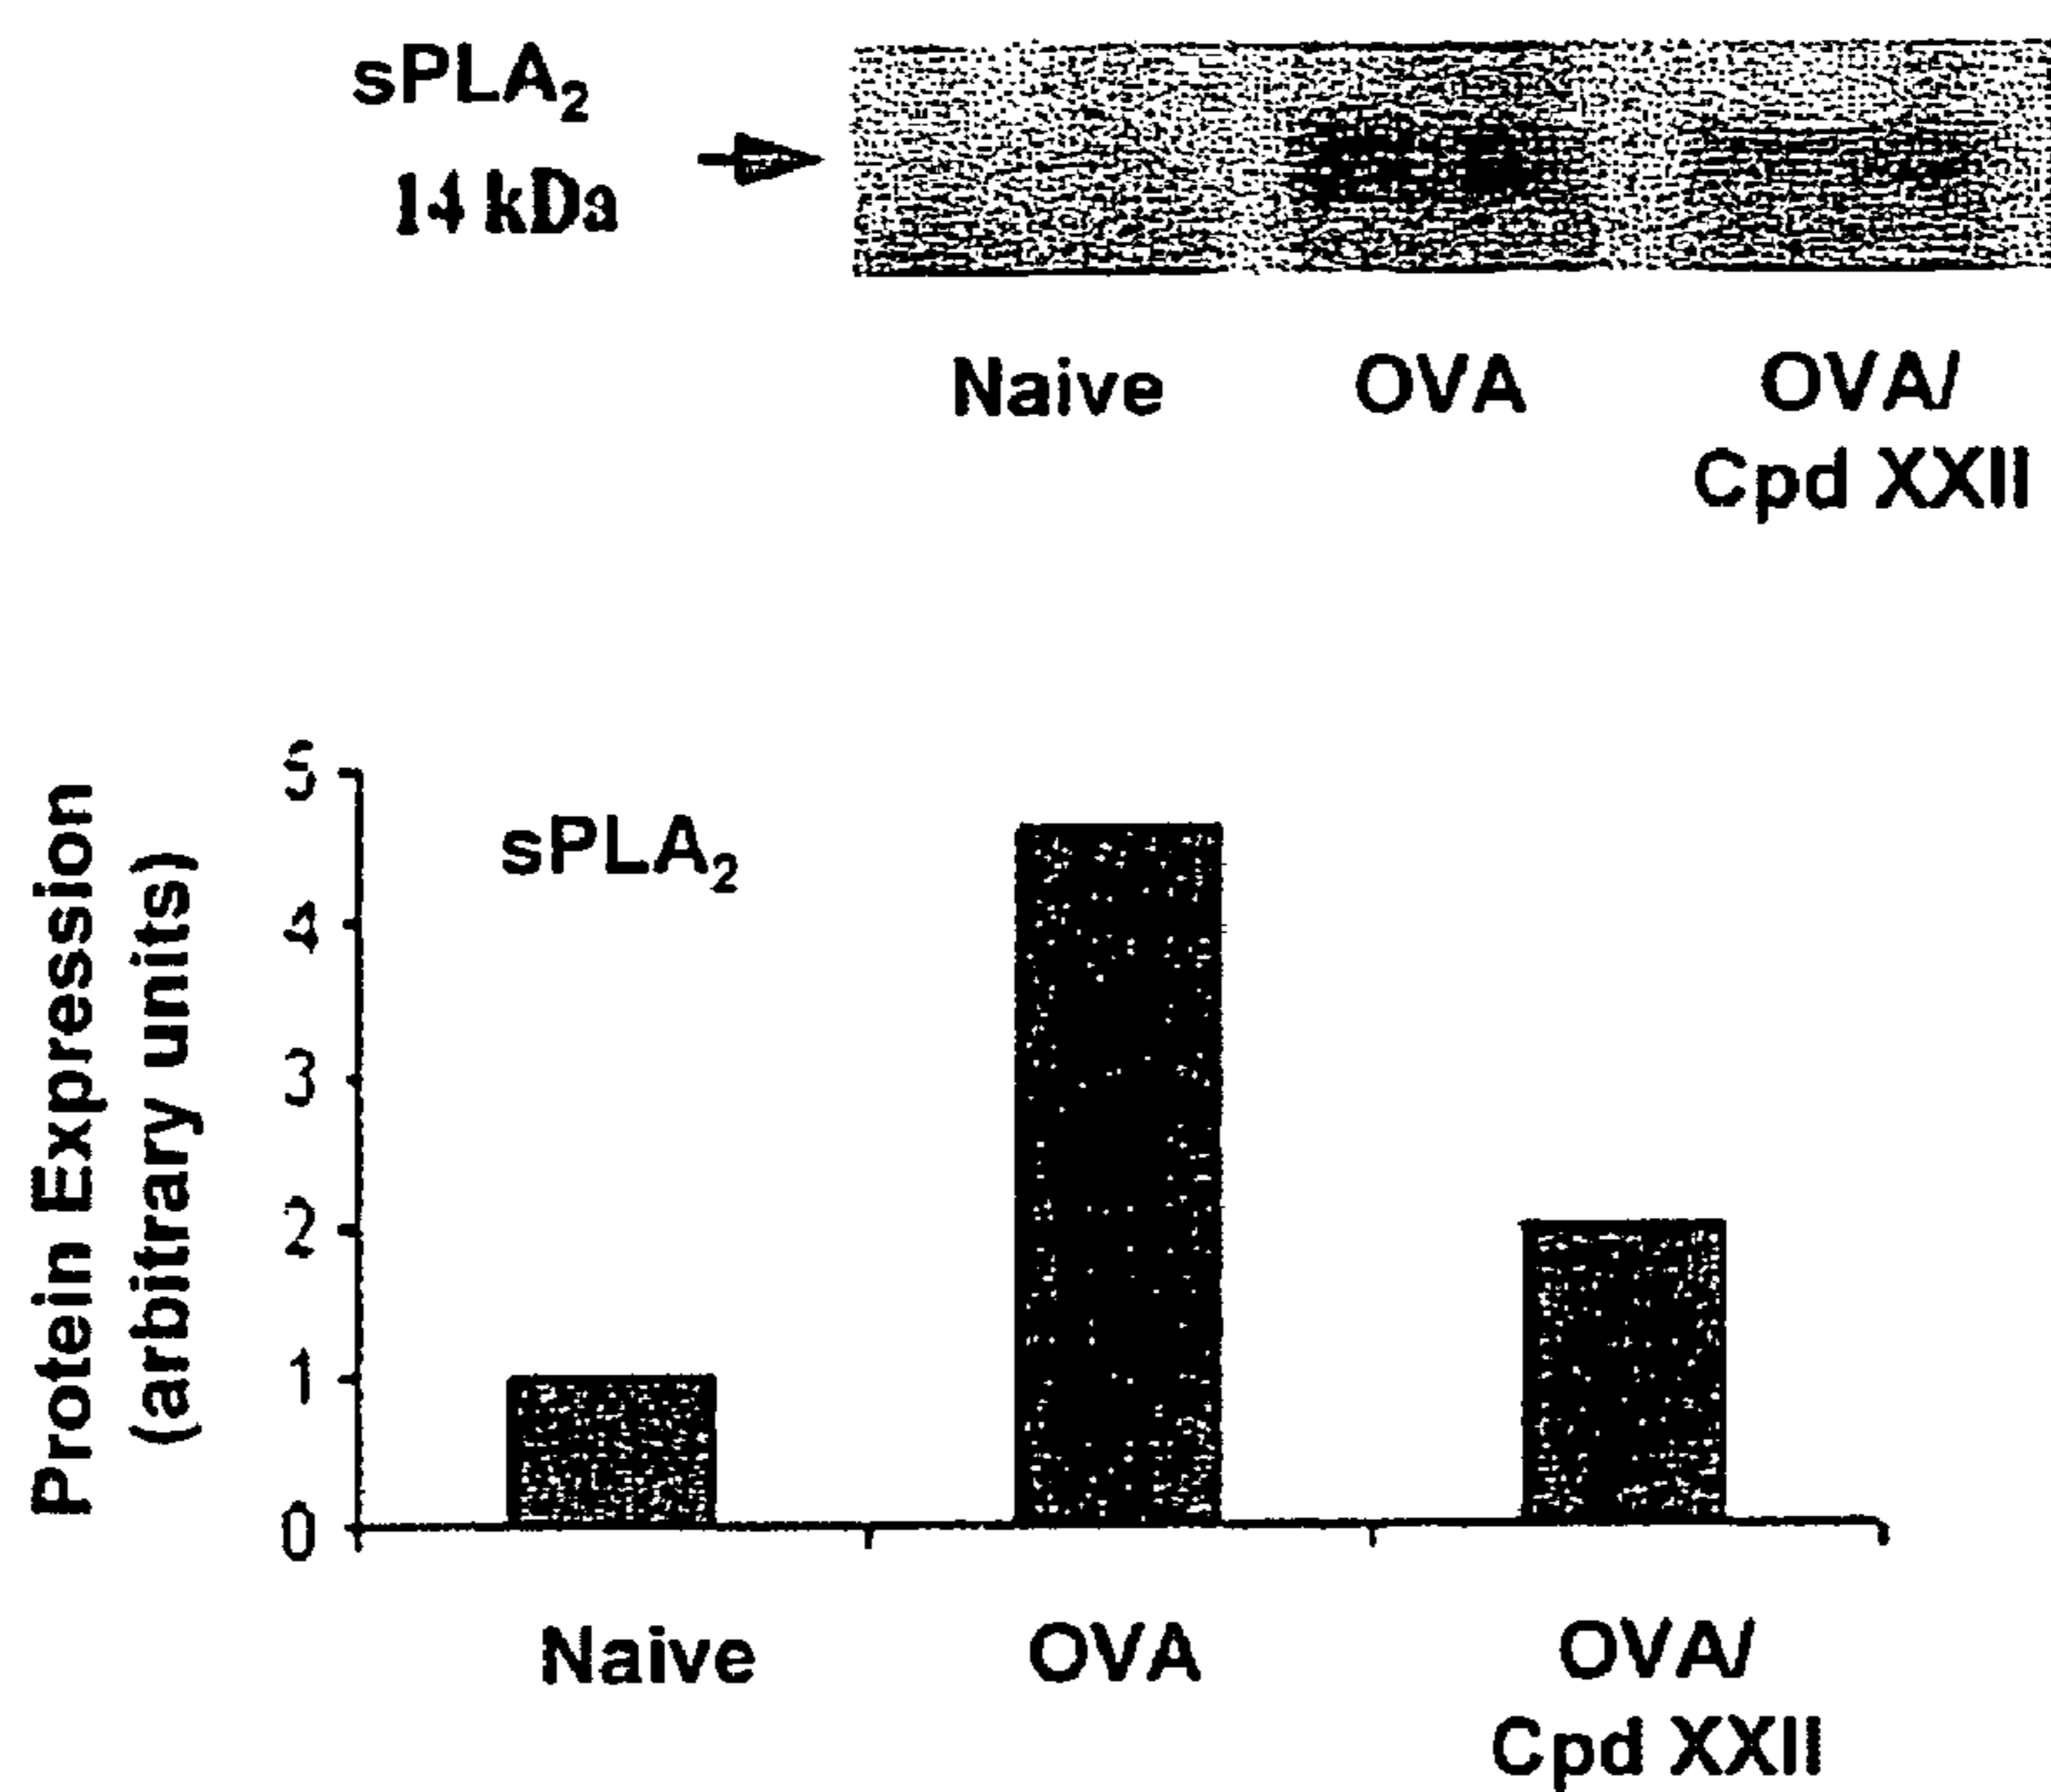 sPLA₂
14 kDa
Naive OVA OVA/
Cpd XXII
Protein Expression
(arbitrary units)
5
4
3
2
1
0
sPLA₂
Naive OVA OVA/
Cpd XXII